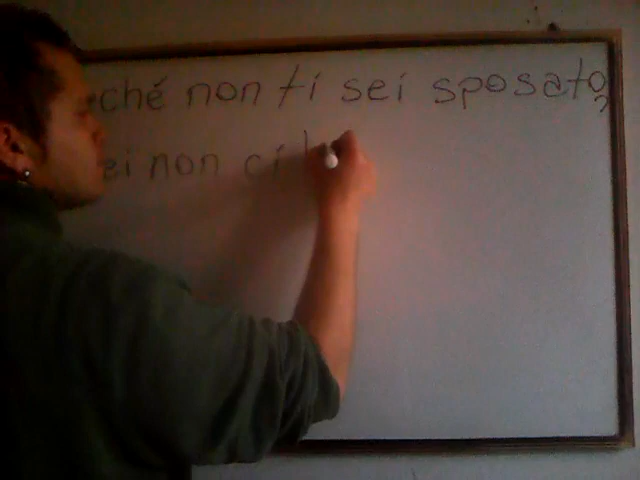 ché non ti sei sposato?
ei non ci